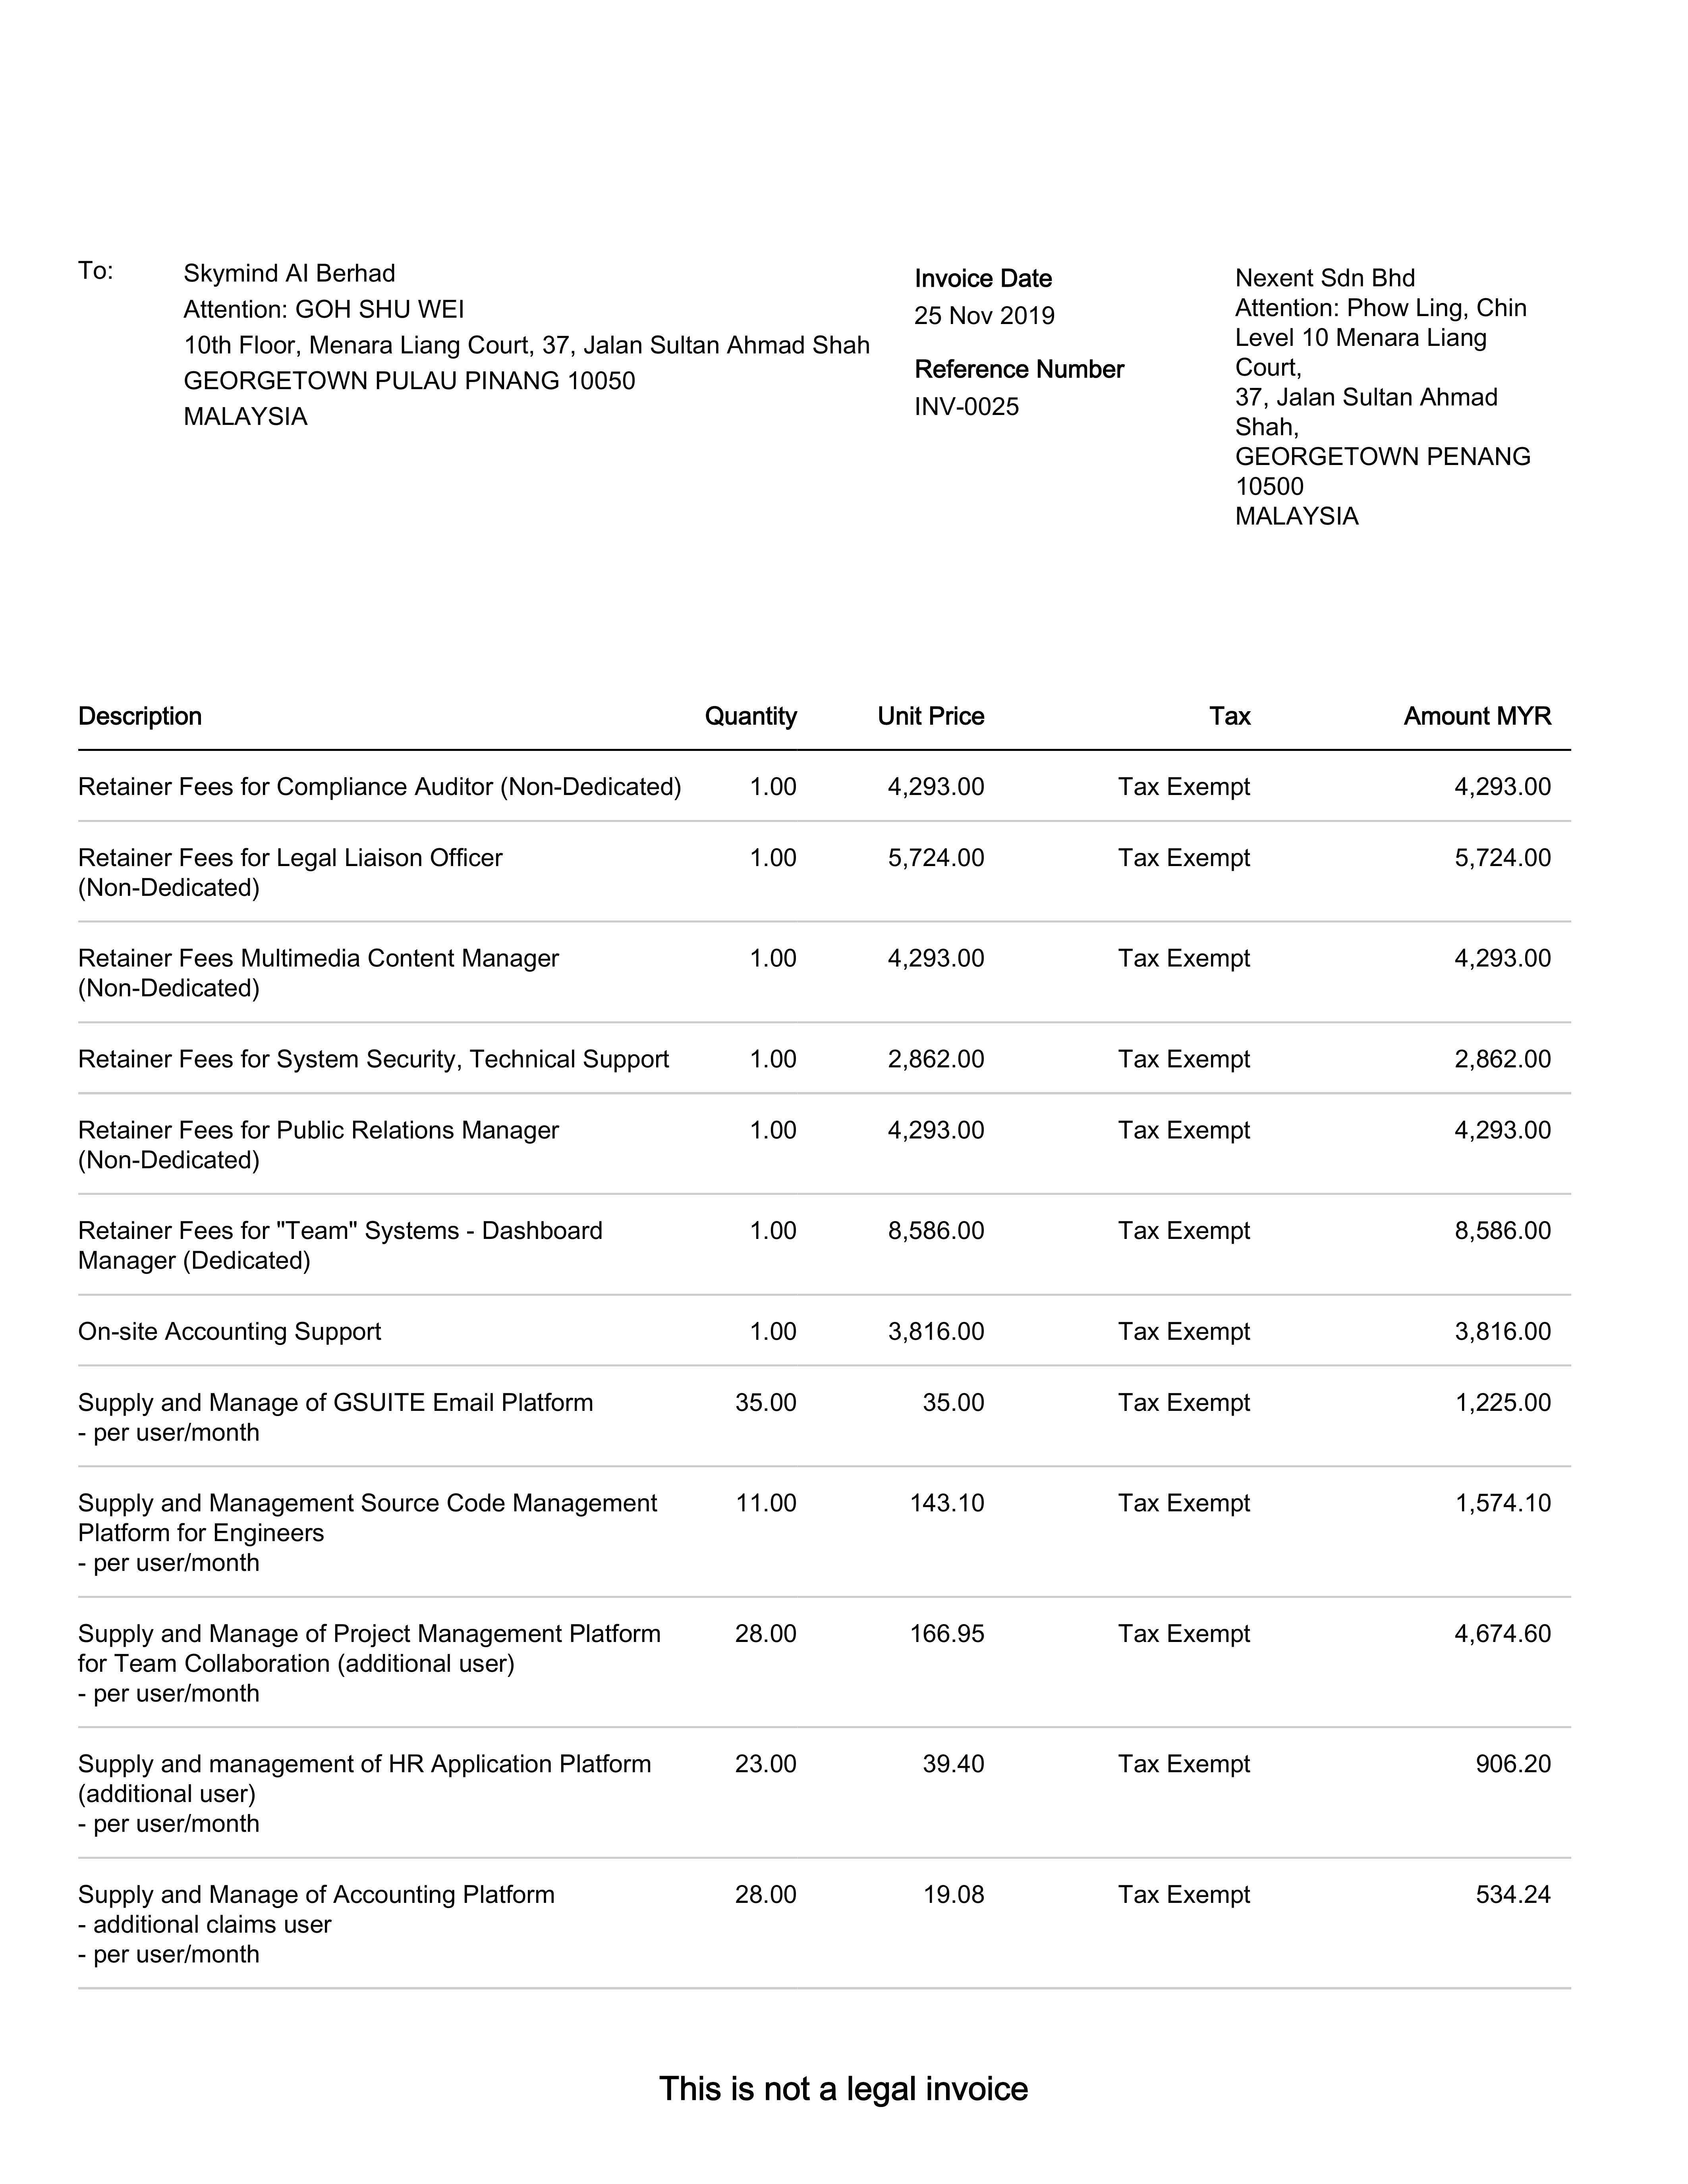 To:
Skymind AI Berhad
Attention: GOH SHU WEI
10th Floor, Menara Liang Court, 37, Jalan Sultan Ahmad Shah
GEORGETOWN PULAU PINANG 10050
MALAYSIA
Invoice Date
25 Nov 2019
Reference Number
INV-0025
Nexent Sdn Bhd
Attention: Phow Ling, Chin
Level 10 Menara Liang
Court,
37, Jalan Sultan Ahmad
Shah,
GEORGETOWN PENANG
10500
MALAYSIA
Description Quantity Unit Price Tax Amount MYR
Retainer Fees for Compliance Auditor (Non-Dedicated) 1.00 4,293.00 Tax Exempt 4,293.00
Retainer Fees for Legal Liaison Officer 1.00 5,724.00 Tax Exempt 5,724.00
(Non-Dedicated)
Retainer Fees Multimedia Content Manager 1.00 4,293.00 Tax Exempt 4,293.00
(Non-Dedicated)
Retainer Fees for System Security, Technical Support 1.00 2,862.00 Tax Exempt 2,862.00
Retainer Fees for Public Relations Manager 1.00 4,293.00 Tax Exempt 4,293.00
(Non-Dedicated)
Retainer Fees for "Team" Systems - Dashboard 1.00 8,586.00 Tax Exempt 8,586.00
Manager (Dedicated)
On-site Accounting Support 1.00 3,816.00 Tax Exempt 3,816.00
Supply and Manage of GSUITE Email Platform 35.00 35.00 Tax Exempt 1,225.00
- per user/month
Supply and Management Source Code Management 11.00 143.10 Tax Exempt 1,574.10
Platform for Engineers
- per user/month
Supply and Manage of Project Management Platform 28.00 166.95 Tax Exempt 4,674.60
for Team Collaboration (additional user)
- per user/month
Supply and management of HR Application Platform 23.00 39.40 Tax Exempt 906.20
(additional user)
- per user/month
Supply and Manage of Accounting Platform 28.00 19.08 Tax Exempt 534.24
- additional claims user
- per user/month
This is not a legal invoice